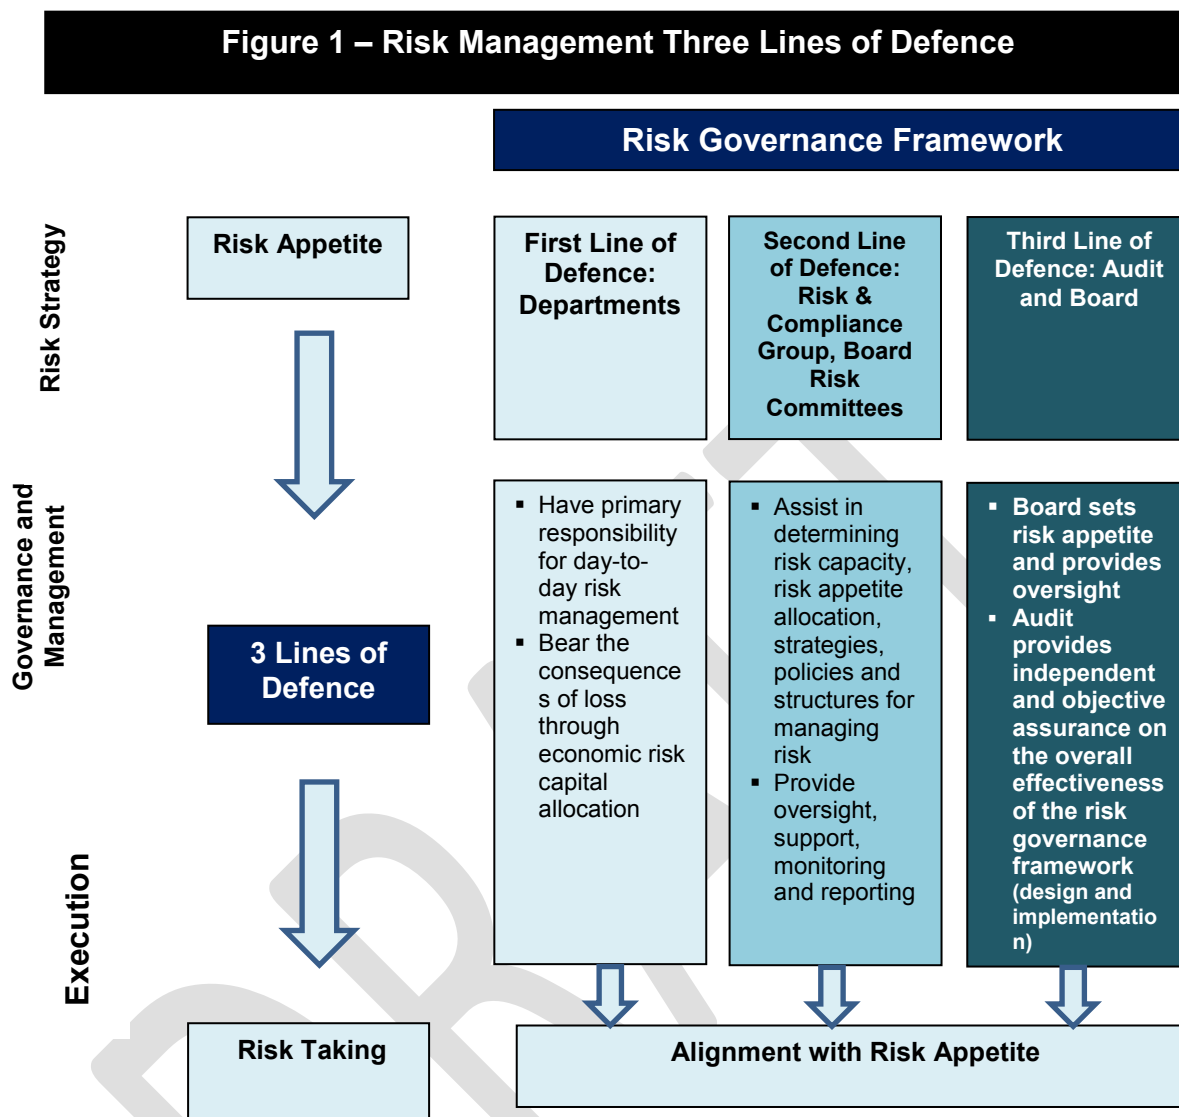 Figure 1 – Risk Management Three Lines of Defence
Risk Governance Framework
Risk Strategy
Risk Appetite
First Line of
Defence:
Departments
Second Line
of Defence:
Risk &
Compliance
Group, Board
Risk
Committees
Third Line of
Defence: Audit
and Board
Governance and
Management
3 Lines of
Defence
▪ Have primary
responsibility
for day-to-
day risk
management
▪ Bear the
consequence
s of loss
through
economic risk
capital
allocation
▪ Assist in
determining
risk capacity,
risk appetite
allocation,
strategies,
policies and
structures for
managing
risk
▪ Provide
oversight,
support,
monitoring
and reporting
▪ Board sets
risk appetite
and provides
oversight
▪ Audit
provides
independent
and objective
assurance on
the overall
effectiveness
of the risk
governance
framework
(design and
implementatio
n)
Execution
Risk Taking
Alignment with Risk Appetite
DRAFT